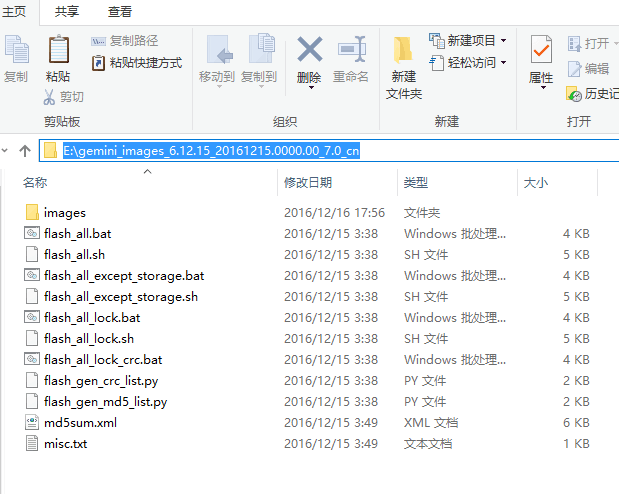 主页 共享 查看
复制 粘贴 复制路径 粘贴快捷方式 剪切
移动到 复制到 删除 重命名
新建文件夹 新建项目 轻松访问
属性 打开 编辑 历史记
剪贴板 组织 新建 打开
E:\gemini_images_6.12.15_20161215.0000.00_7.0_cn
名称 修改日期 类型 大小
images 2016/12/16 17:56 文件夹
flash_all.bat 2016/12/15 3:38 Windows 批处理... 4 KB
flash_all.sh 2016/12/15 3:38 SH 文件 5 KB
flash_all_except_storage.bat 2016/12/15 3:38 Windows 批处理... 4 KB
flash_all_except_storage.sh 2016/12/15 3:38 SH 文件 5 KB
flash_all_lock.bat 2016/12/15 3:38 Windows 批处理... 4 KB
flash_all_lock.sh 2016/12/15 3:38 SH 文件 5 KB
flash_all_lock_crc.bat 2016/12/15 3:38 Windows 批处理... 4 KB
flash_gen_crc_list.py 2016/12/15 3:38 PY 文件 2 KB
flash_gen_md5_list.py 2016/12/15 3:38 PY 文件 2 KB
md5sum.xml 2016/12/15 3:49 XML 文档 6 KB
misc.txt 2016/12/15 3:49 文本文档 1 KB